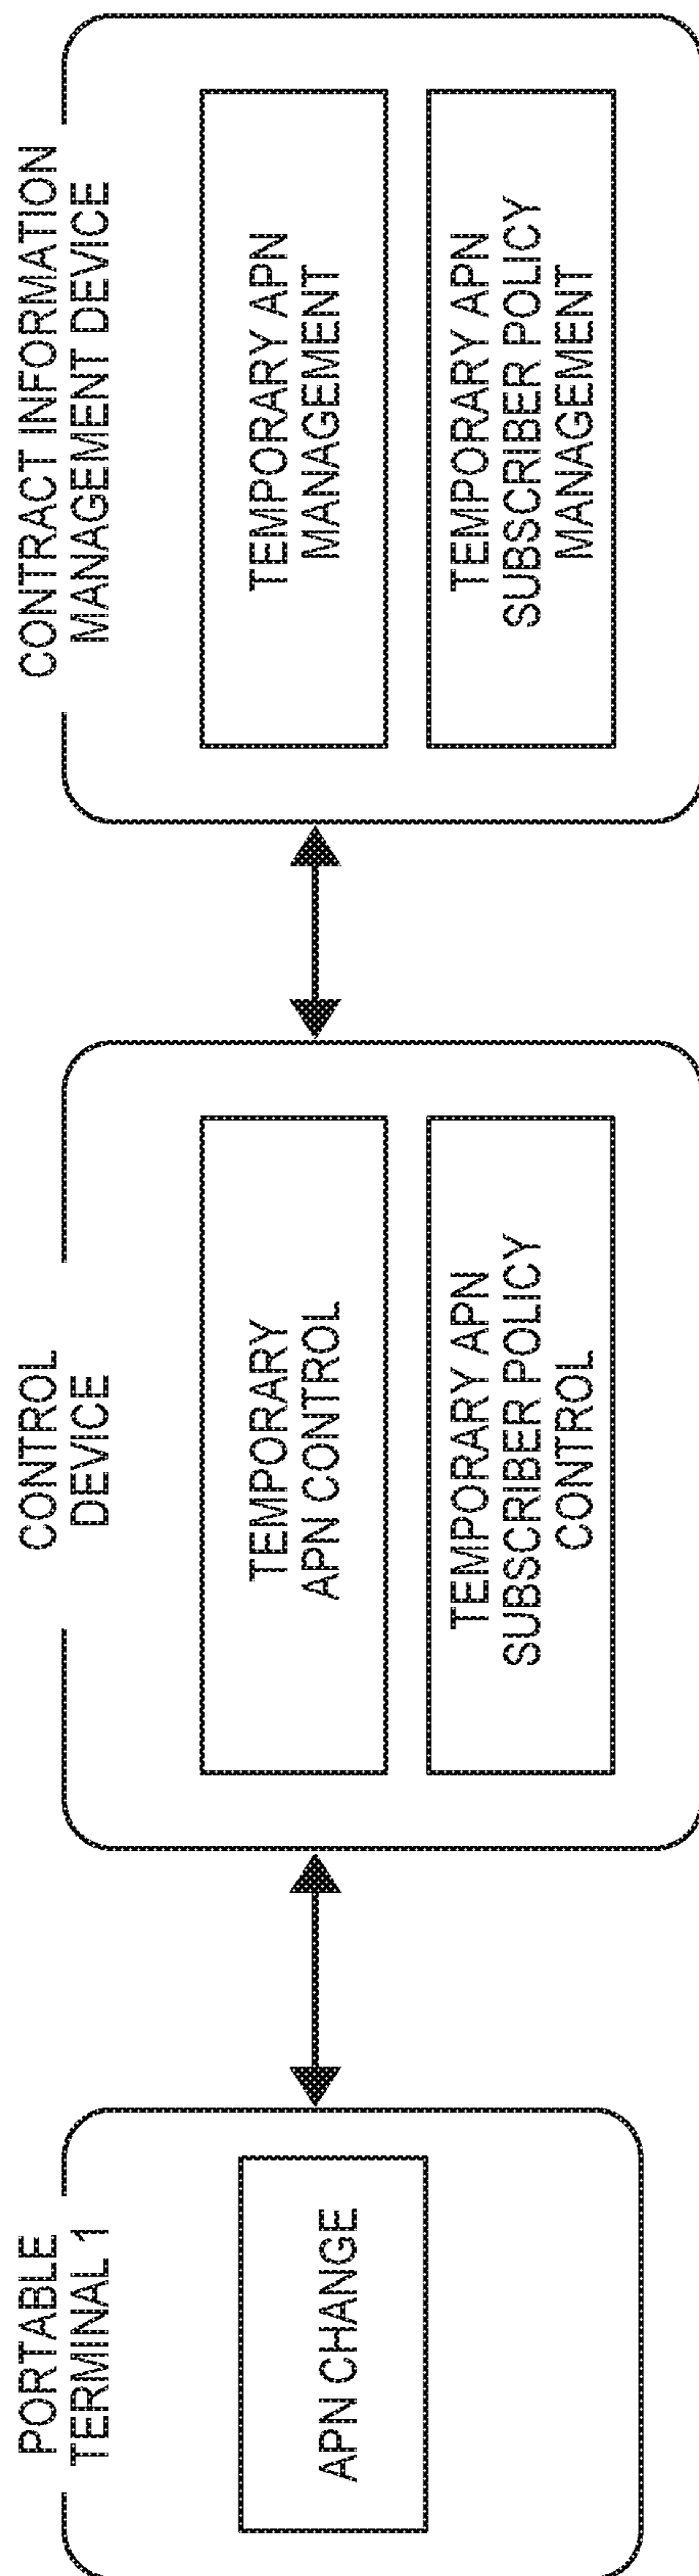 PORTABLE
TERMINAL 1
APN CHANGE
CONTROL
DEVICE
TEMPORARY
APN CONTROL
TEMPORARY APN
SUBSCRIBER POLICY
CONTROL
CONTRACT INFORMATION
MANAGEMENT DEVICE
TEMPORARY APN
MANAGEMENT
TEMPORARY APN
SUBSCRIBER POLICY
MANAGEMENT